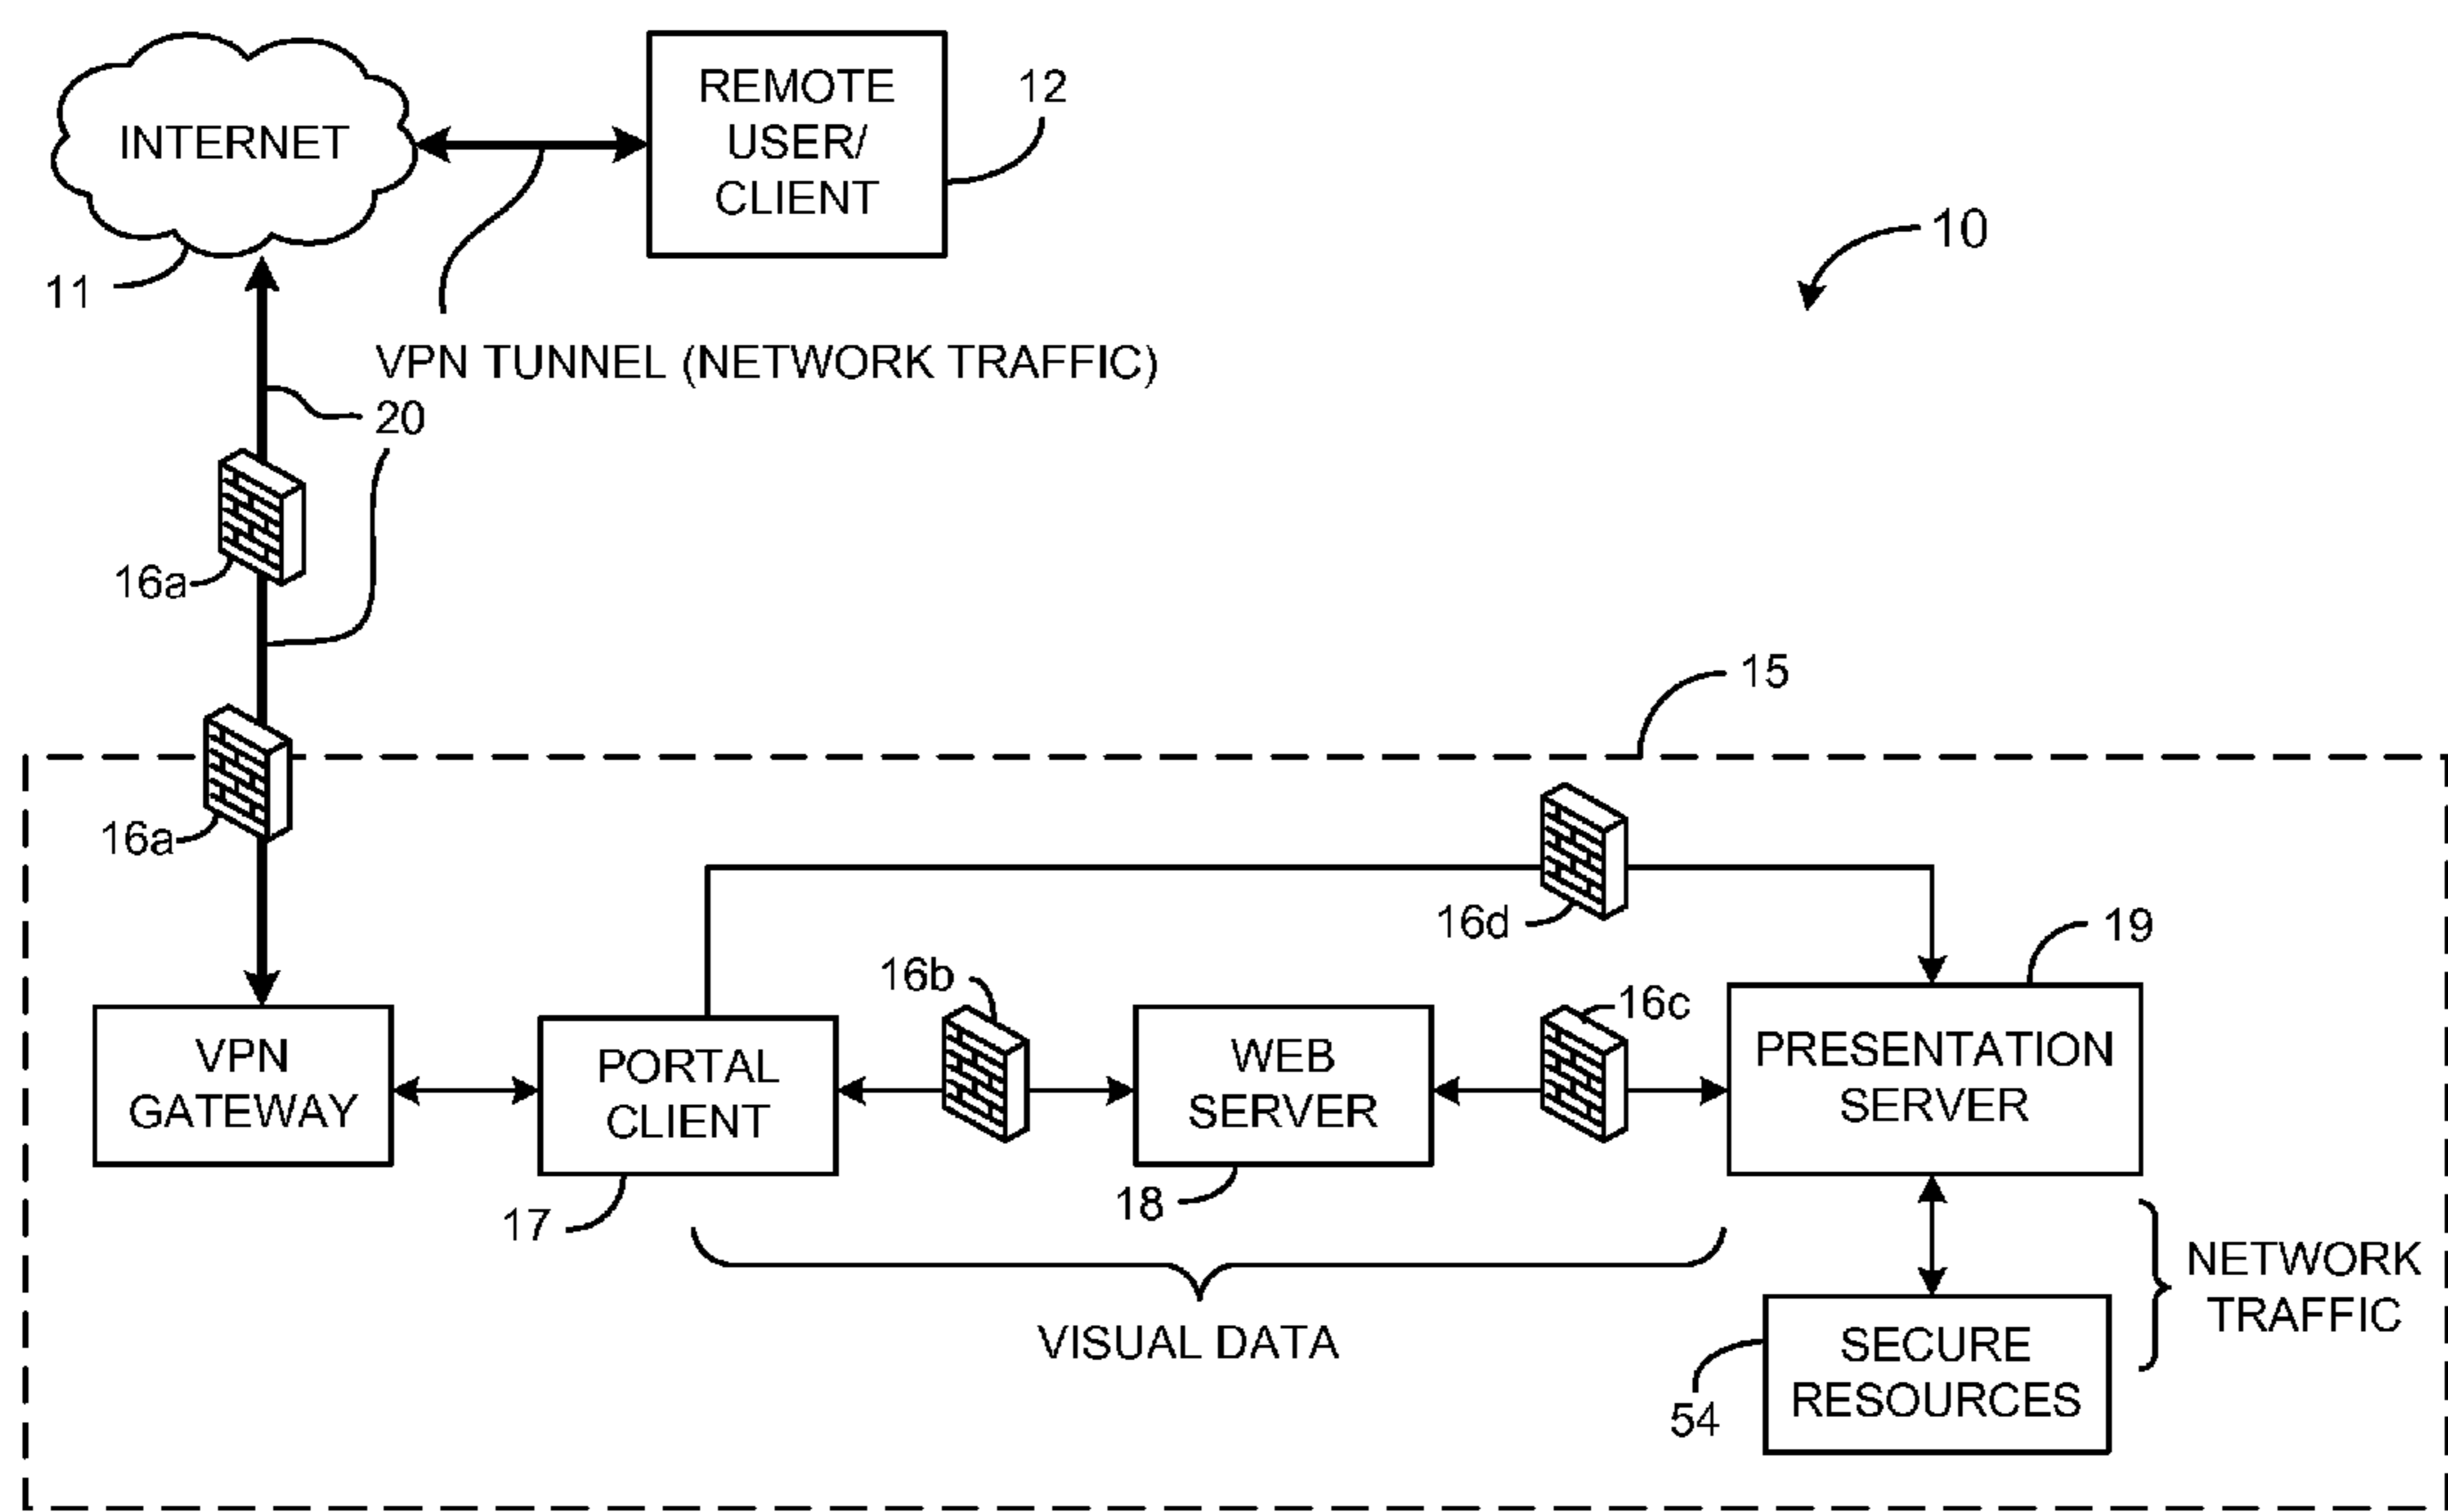 INTERNET
REMOTE
USER/
CLIENT
12
10
11
VPN TUNNEL (NETWORK TRAFFIC)
20
16a
15
16a
16d
19
16b
16c
VPN
GATEWAY
PORTAL
CLIENT
WEB
SERVER
PRESENTATION
SERVER
17
18
VISUAL DATA
NETWORK
TRAFFIC
SECURE
RESOURCES
54